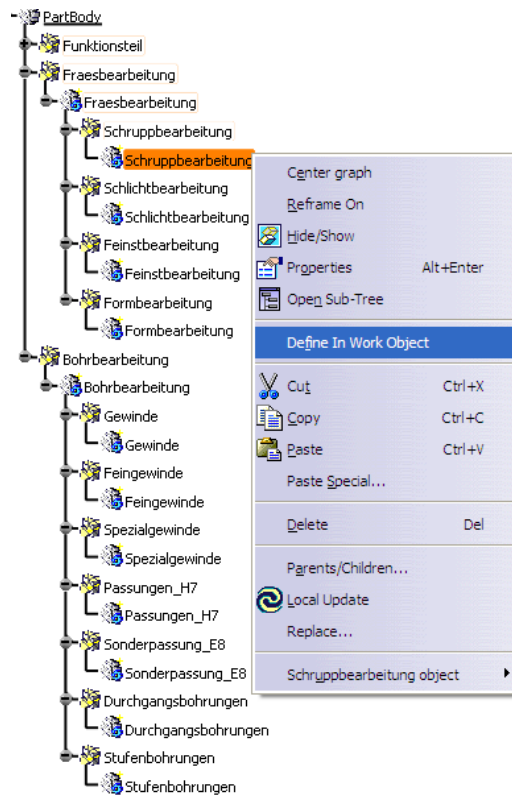 PartBody
Funktionsteil
Fraesbearbeitung
Fraesbearbeitung
Schruppbearbeitung
Schruppbearbeitung
Schlichtbearbeitung
Schlichtbearbeitung
Feinstbearbeitung
Feinstbearbeitung
Formbearbeitung
Formbearbeitung
Bohrbearbeitung
Bohrbearbeitung
Gewinde
Gewinde
Feingewinde
Feingewinde
Spezialgewinde
Spezialgewinde
Passungen_H7
Passungen_H7
Sonderpassung_E8
Sonderpassung_E8
Durchgangsbohrungen
Durchgangsbohrungen
Stufenbohrungen
Stufenbohrungen
Center graph
Reframe On
Hide/Show
Properties Alt+Enter
Open Sub-Tree
Define In Work Object
Cut Ctrl+X
Copy Ctrl+C
Paste Ctrl+V
Paste Special...
Delete Del
Parents/Children...
Local Update
Replace...
Schruppbearbeitung object